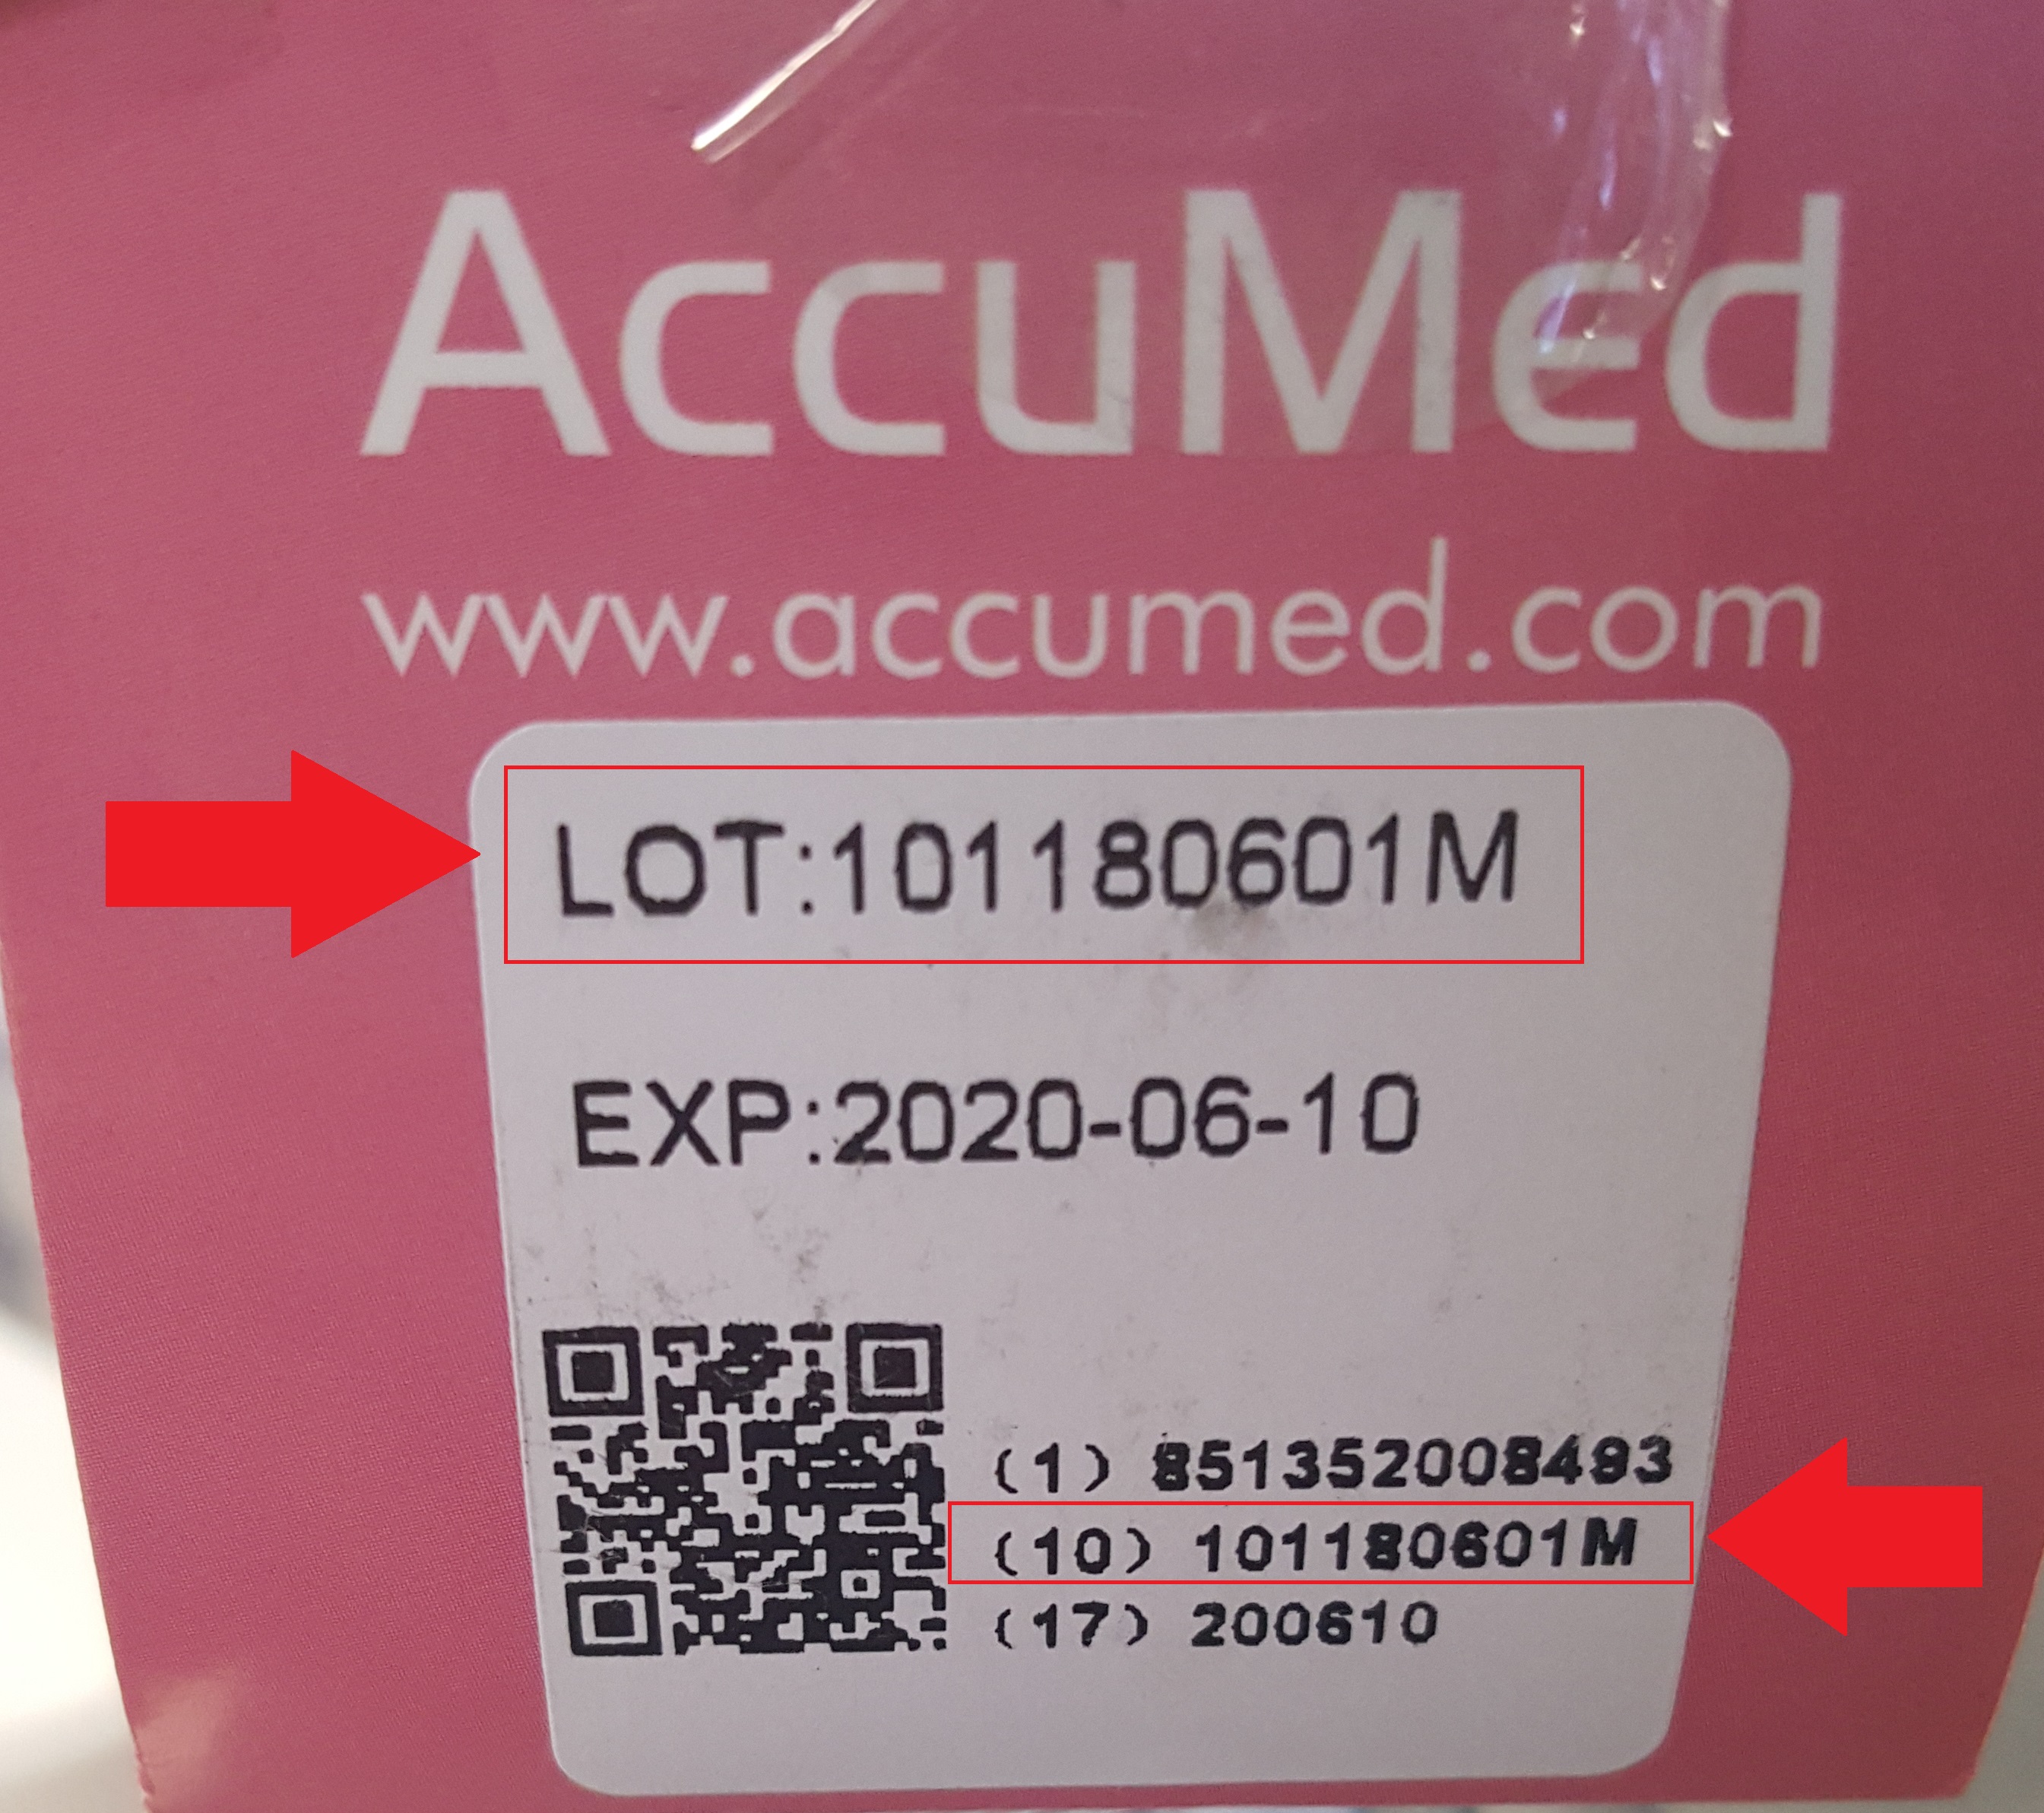 AccuMed
www.accumed.com
LOT:101180601M
EXP:2020-06-10
(1) 851352008493
(10) 101180601M
(17) 200610